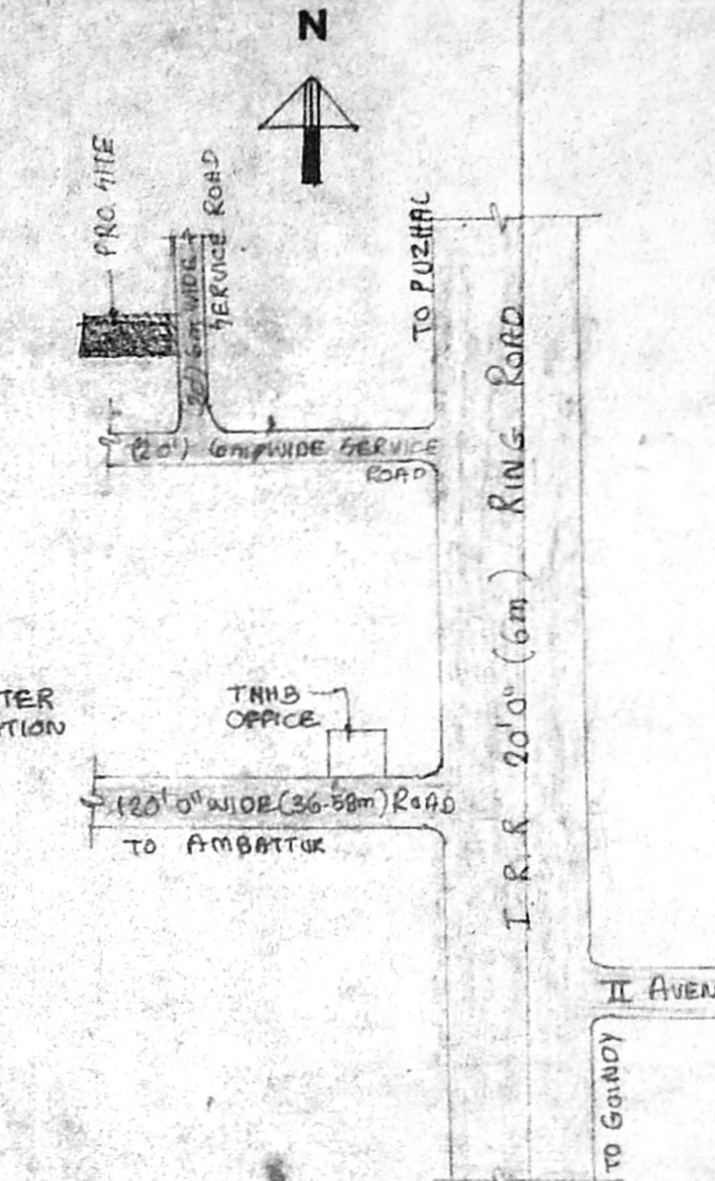 N
PRO. SITE
(20') 6m WIDE
SERVICE ROAD
TO PUZHAL
(20') 6m WIDE SERVICE
ROAD
I.R.R 20'0" (6m) RING ROAD
TER
TION
TNHB
OFFICE
120'0" WIDE (36.58m) ROAD
TO AMBATTUR
II AVEN
TO GUINDY